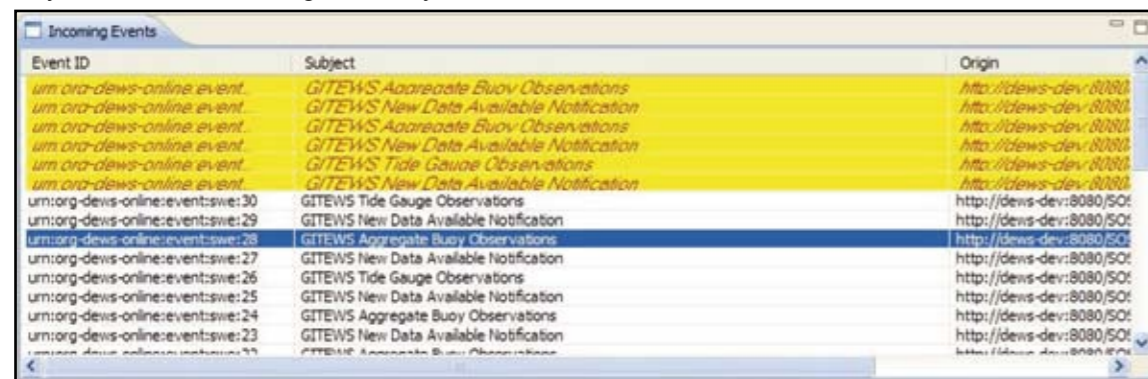 Incoming Events
Event ID Subject Origin
urn:org-dews-online:event... GITEWS Aggregate Buoy Observations http://dews-dev:8080/
urn:org-dews-online:event... GITEWS New Data Available Notification http://dews-dev:8080/
urn:org-dews-online:event... GITEWS Aggregate Buoy Observations http://dews-dev:8080/
urn:org-dews-online:event... GITEWS New Data Available Notification http://dews-dev:8080/
urn:org-dews-online:event... GITEWS Tide Gauge Observations http://dews-dev:8080/
urn:org-dews-online:event... GITEWS New Data Available Notification http://dews-dev:8080/
urn:org-dews-online:event:swe:30 GITEWS Tide Gauge Observations http://dews-dev:8080/SOS
urn:org-dews-online:event:swe:29 GITEWS New Data Available Notification http://dews-dev:8080/SOS
urn:org-dews-online:event:swe:28 GITEWS Aggregate Buoy Observations http://dews-dev:8080/SOS
urn:org-dews-online:event:swe:27 GITEWS New Data Available Notification http://dews-dev:8080/SOS
urn:org-dews-online:event:swe:26 GITEWS Tide Gauge Observations http://dews-dev:8080/SOS
urn:org-dews-online:event:swe:25 GITEWS New Data Available Notification http://dews-dev:8080/SOS
urn:org-dews-online:event:swe:24 GITEWS Aggregate Buoy Observations http://dews-dev:8080/SOS
urn:org-dews-online:event:swe:23 GITEWS New Data Available Notification http://dews-dev:8080/SOS